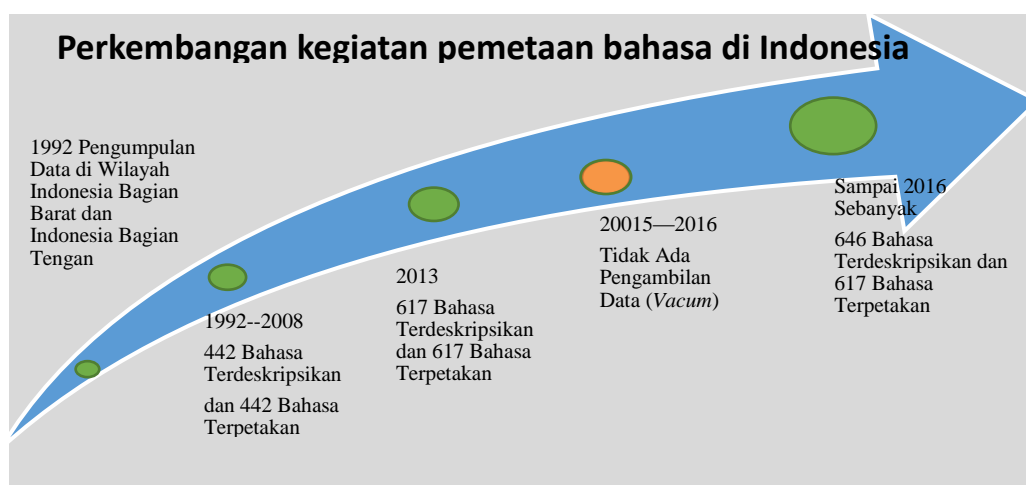 Perkembangan kegiatan pemetaan bahasa di Indonesia
1992 Pengumpulan
Data di Wilayah
Indonesia Bagian
Barat dan
Indonesia Bagian
Tengan
1992--2008
442 Bahasa
Terdeskripsikan
dan 442 Bahasa
Terpetakan
2013
617 Bahasa
Terdeskripsikan
dan 617 Bahasa
Terpetakan
20015—2016
Tidak Ada
Pengambilan
Data (Vacum)
Sampai 2016
Sebanyak
646 Bahasa
Terdeskripsikan dan
617 Bahasa
Terpetakan